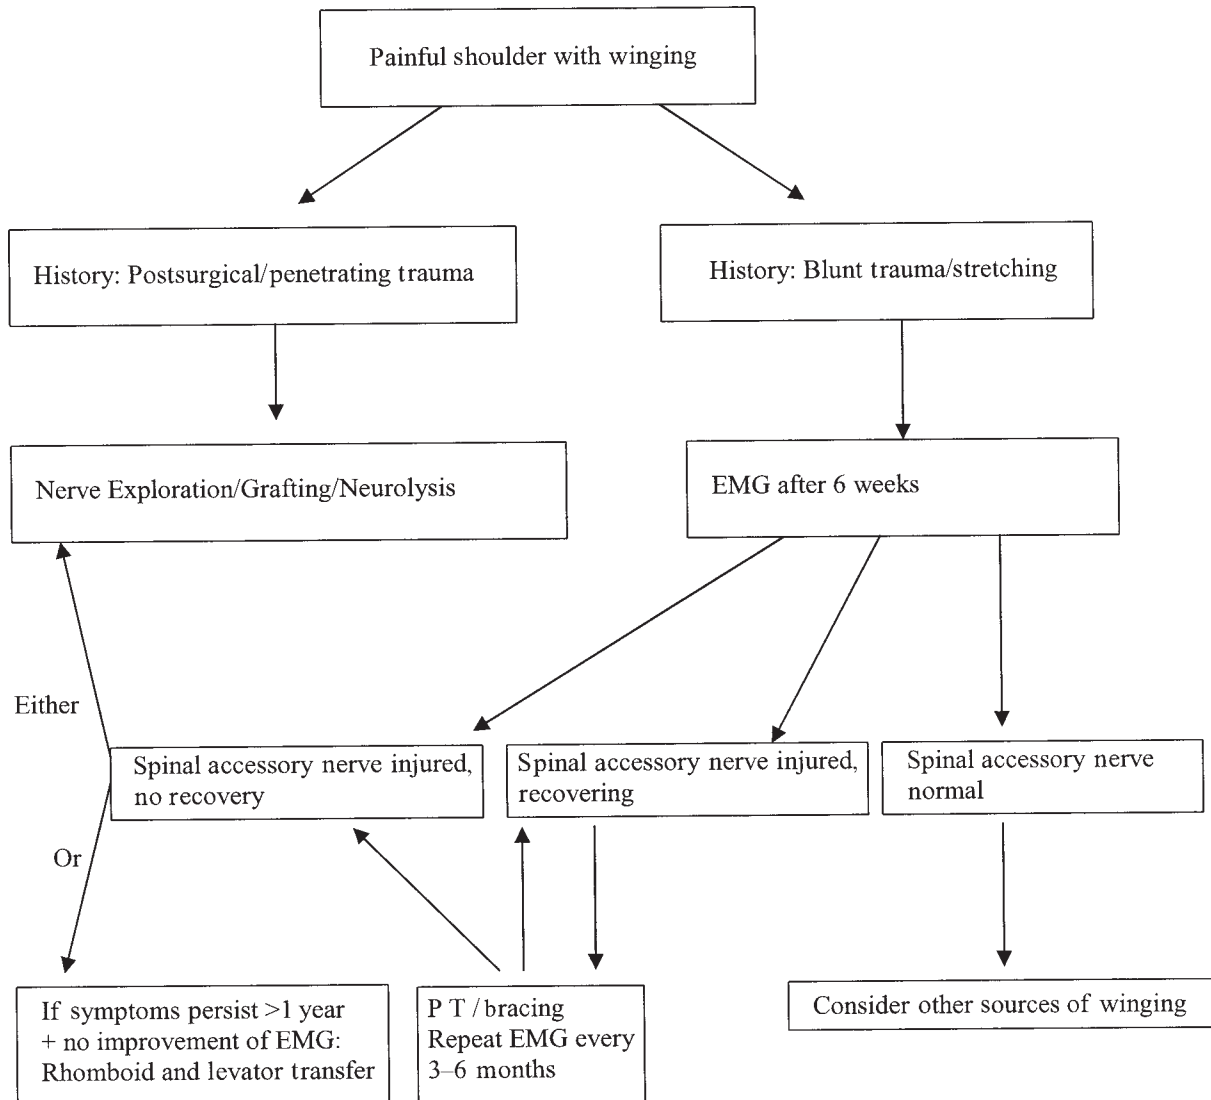 Painful shoulder with winging
History: Postsurgical/penetrating trauma
History: Blunt trauma/stretching
Nerve Exploration/Grafting/Neurolysis
EMG after 6 weeks
Either
Spinal accessory nerve injured,
no recovery
Spinal accessory nerve injured,
recovering
Spinal accessory nerve
normal
Or
If symptoms persist >1 year
+ no improvement of EMG:
Rhomboid and levator transfer
P T / bracing
Repeat EMG every
3–6 months
Consider other sources of winging